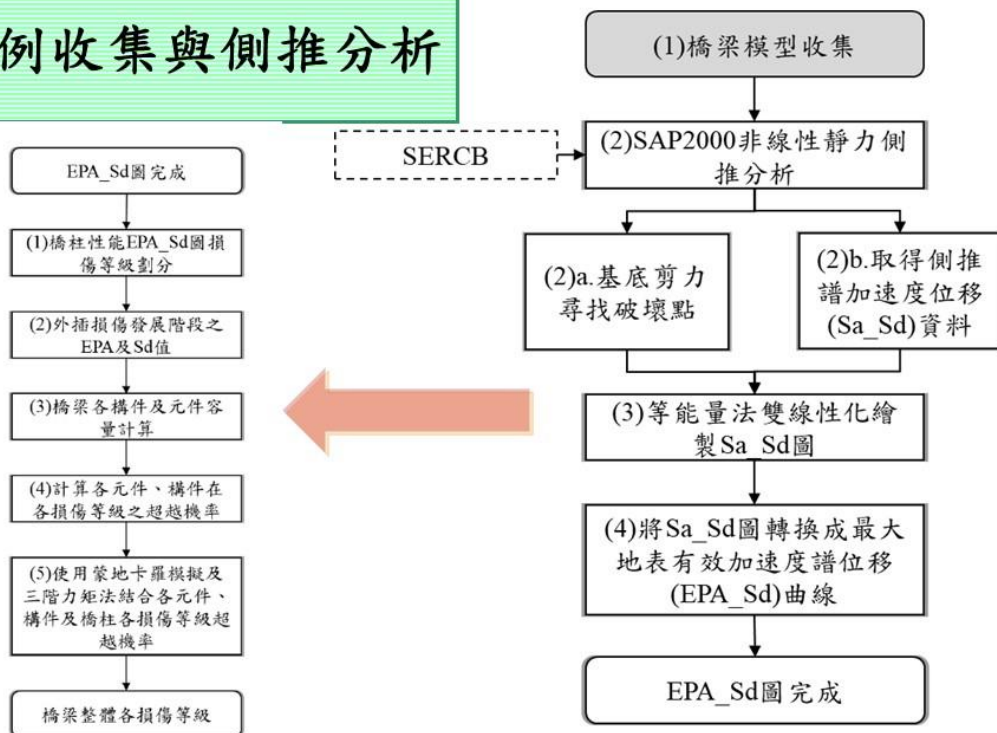 例收集與側推分析
(1)橋梁模型收集
SERCB
(2)SAP2000非線性靜力側
推分析
(2)a.基底剪力
尋找破壞點
(2)b.取得側推
譜加速度位移
(Sa_Sd)資料
(3)等能量法雙線性化繪
製Sa_Sd圖
(4)將Sa_Sd圖轉換成最大
地表有效加速度譜位移
(EPA_Sd)曲線
EPA_Sd圖完成
EPA_Sd圖完成
(1)橋柱性能EPA_Sd圖損
傷等級劃分
(2)外插損傷發展階段之
EPA及Sd值
(3)橋梁各構件及元件容
量計算
(4)計算各元件、構件在
各損傷等級之超越機率
(5)使用蒙地卡羅模擬及
三階力矩法結合各元件、
構件及橋柱各損傷等級超
越機率
橋梁整體各損傷等級